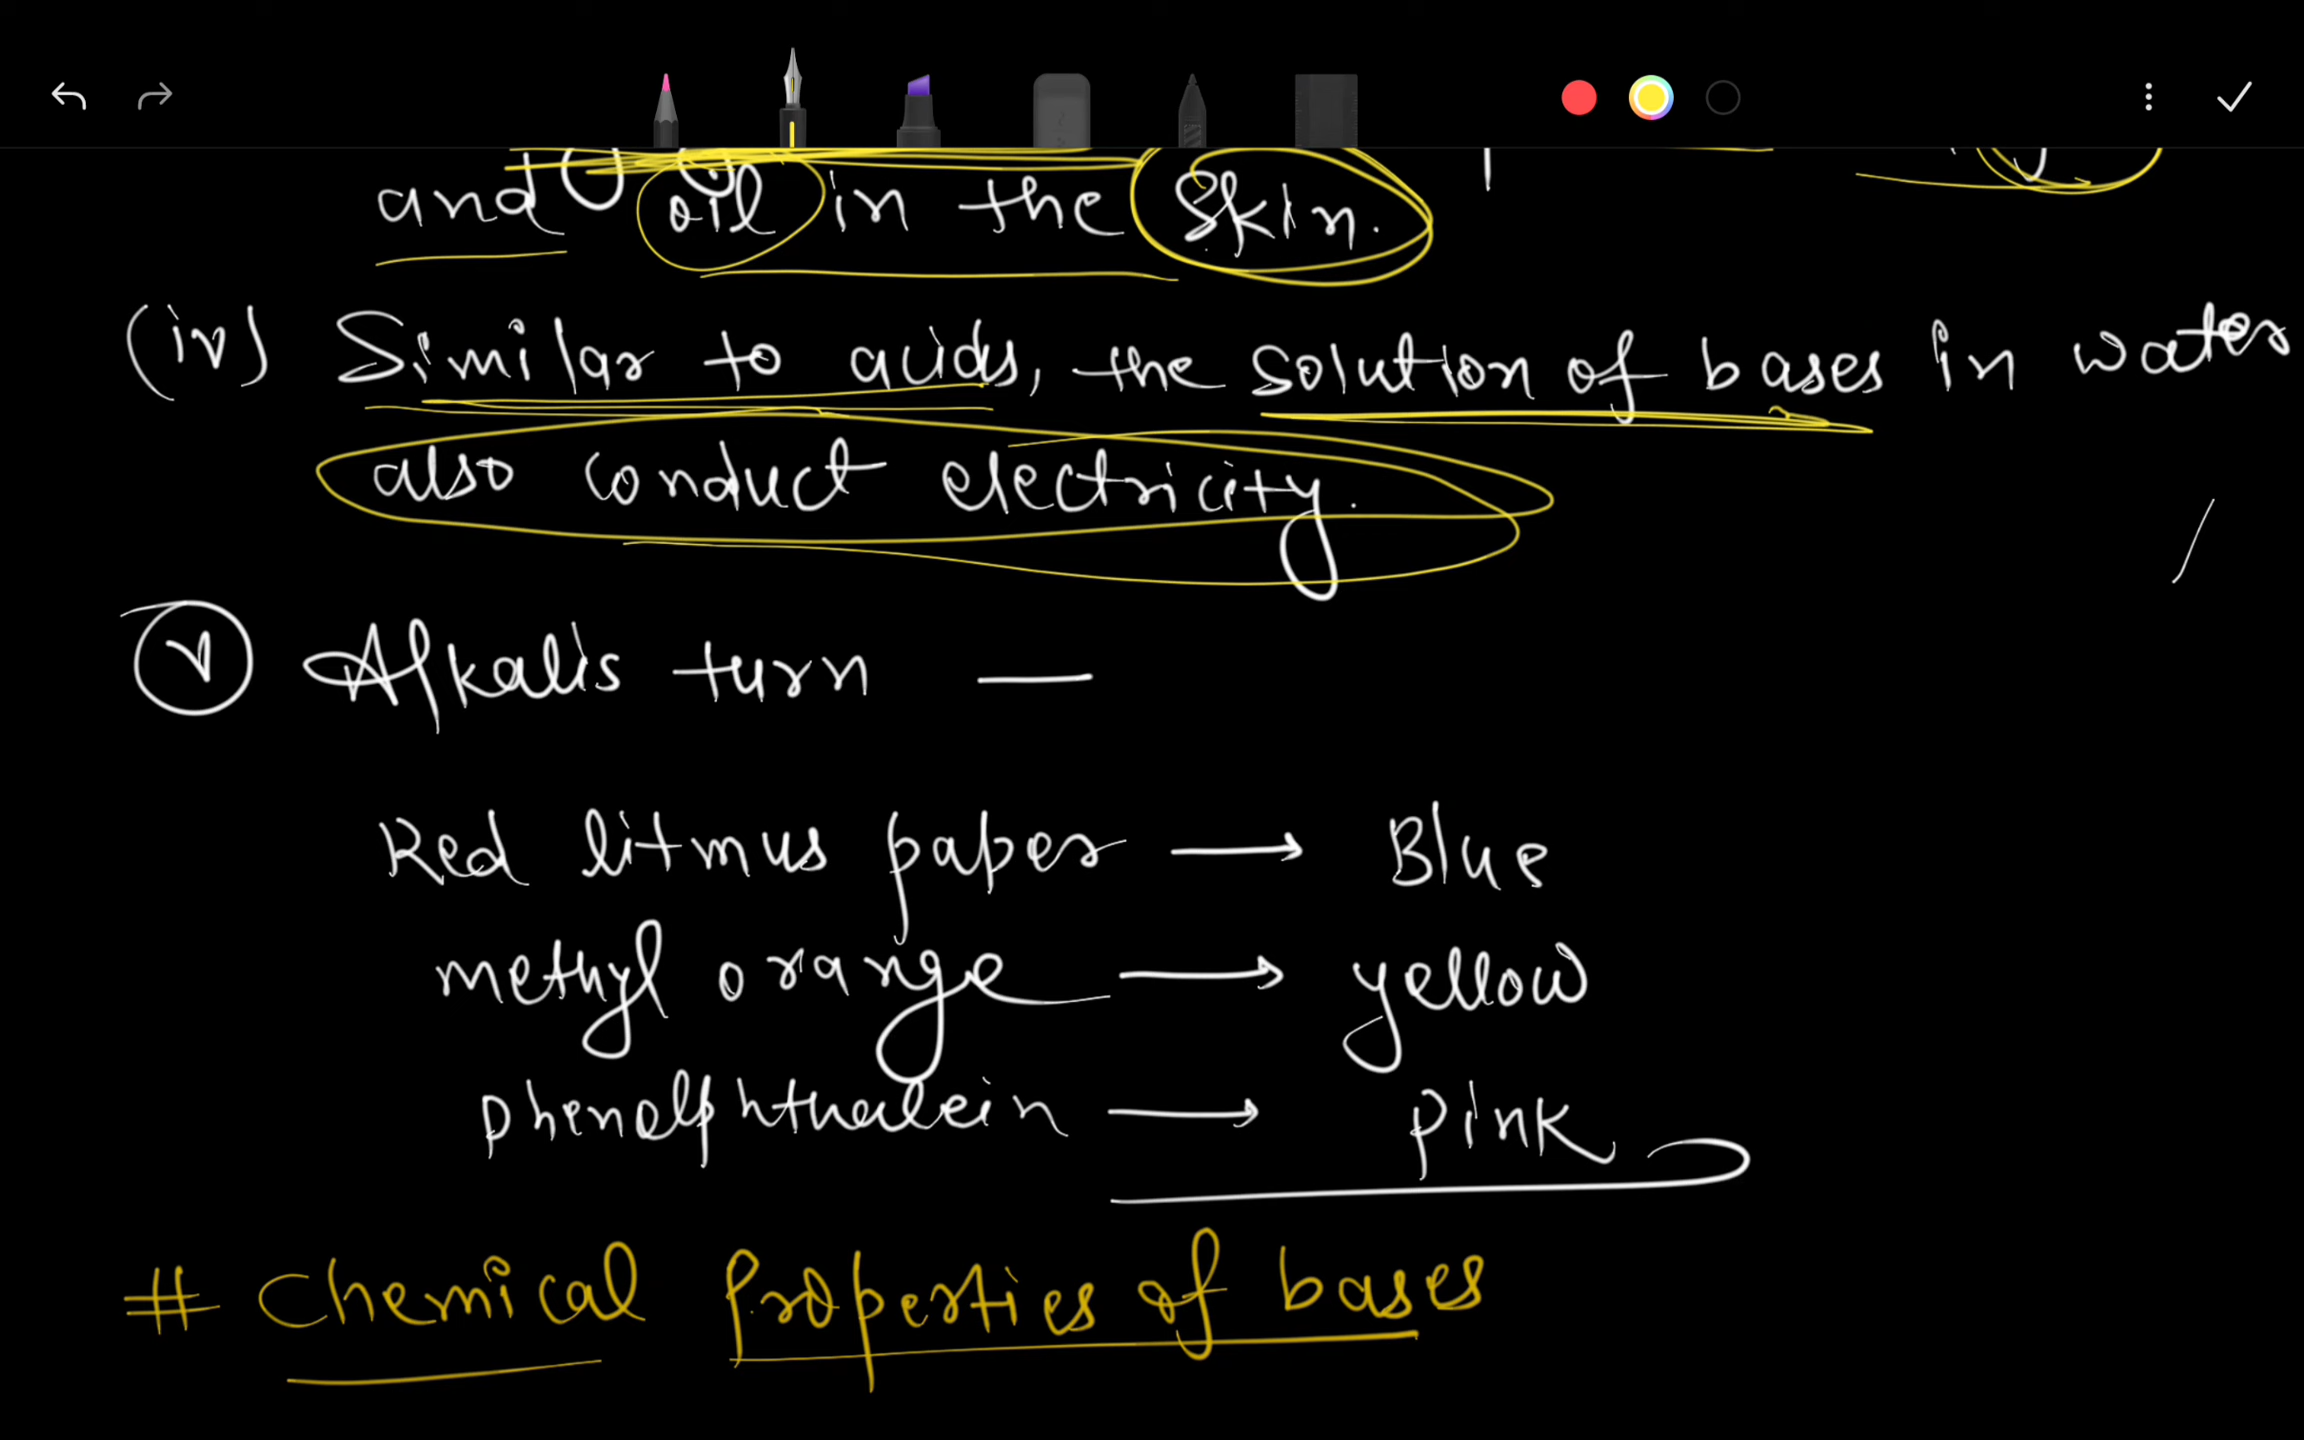 and oil in the skin.
(iv) Similar to acids, the solution of bases in water
also conduct electricity.
(v) Alkalis turn —
Red litmus paper → Blue
methyl orange → yellow
phenolphthalein → pink
# Chemical Properties of bases